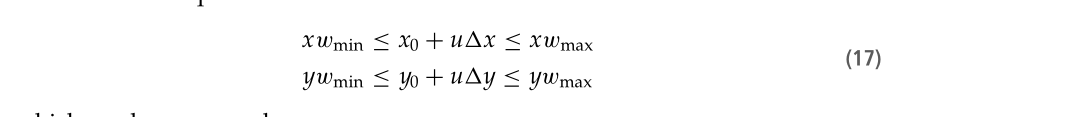 xw_min ≤ x_0 + uΔx ≤ xw_max
(17)
yw_min ≤ y_0 + uΔy ≤ yw_max